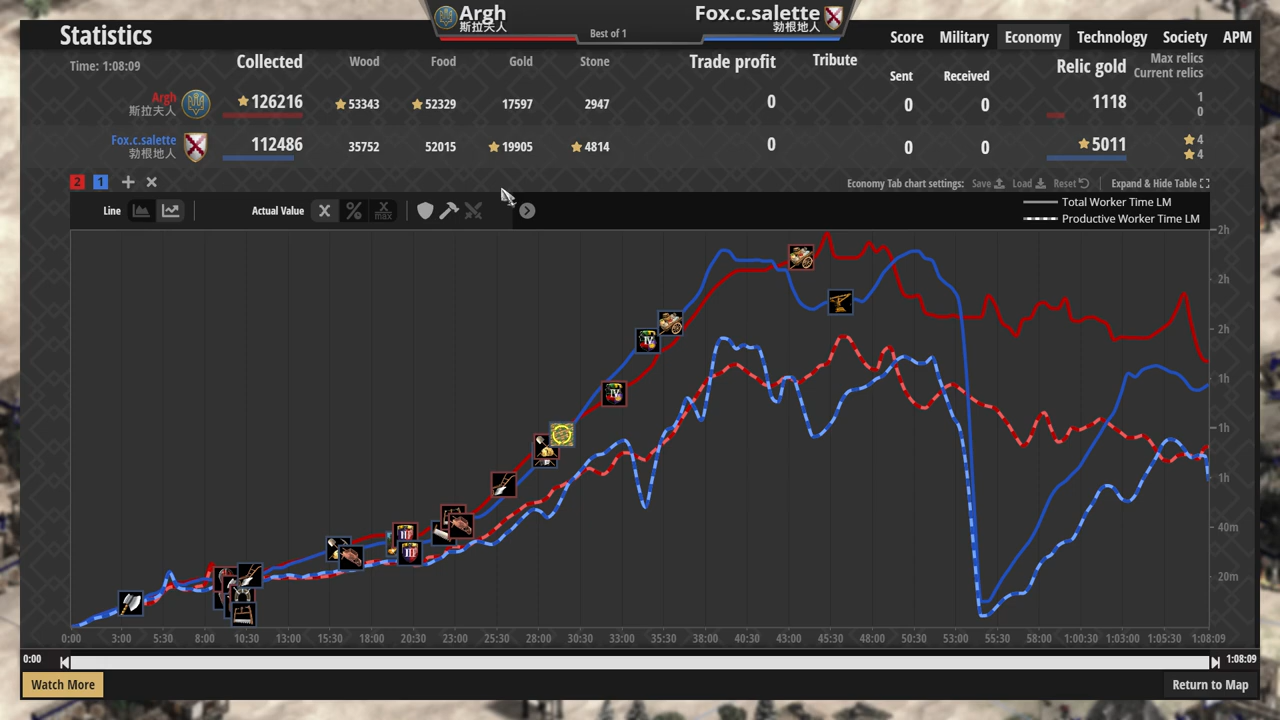 Argh
斯拉夫人
Best of 1
Fox.c.salette
勃根地人
Statistics
Score Military Economy Technology Society APM
Time: 1:08:09
Collected Wood Food Gold Stone Trade profit Tribute Sent Received Relic gold Max relics Current relics
Argh
斯拉夫人
126216 53343 52329 17597 2947 0 0 0 1118 1 0
Fox.c.salette
勃根地人
112486 35752 52015 19905 4814 0 0 0 5011 4 4
2 1
Economy Tab chart settings: Save Load Reset Expand & Hide Table
Line Actual Value X % X max
Total Worker Time LM
Productive Worker Time LM
2h
2h
2h
1h
1h
1h
40m
20m
IV
IV
III
III
0:00 3:00 5:30 8:00 10:30 13:00 15:30 18:00 20:30 23:00 25:30 28:00 30:30 33:00 35:30 38:00 40:30 43:00 45:30 48:00 50:30 53:00 55:30 58:00 1:00:30 1:03:00 1:05:30 1:08:09
0:00 1:08:09
Watch More Return to Map